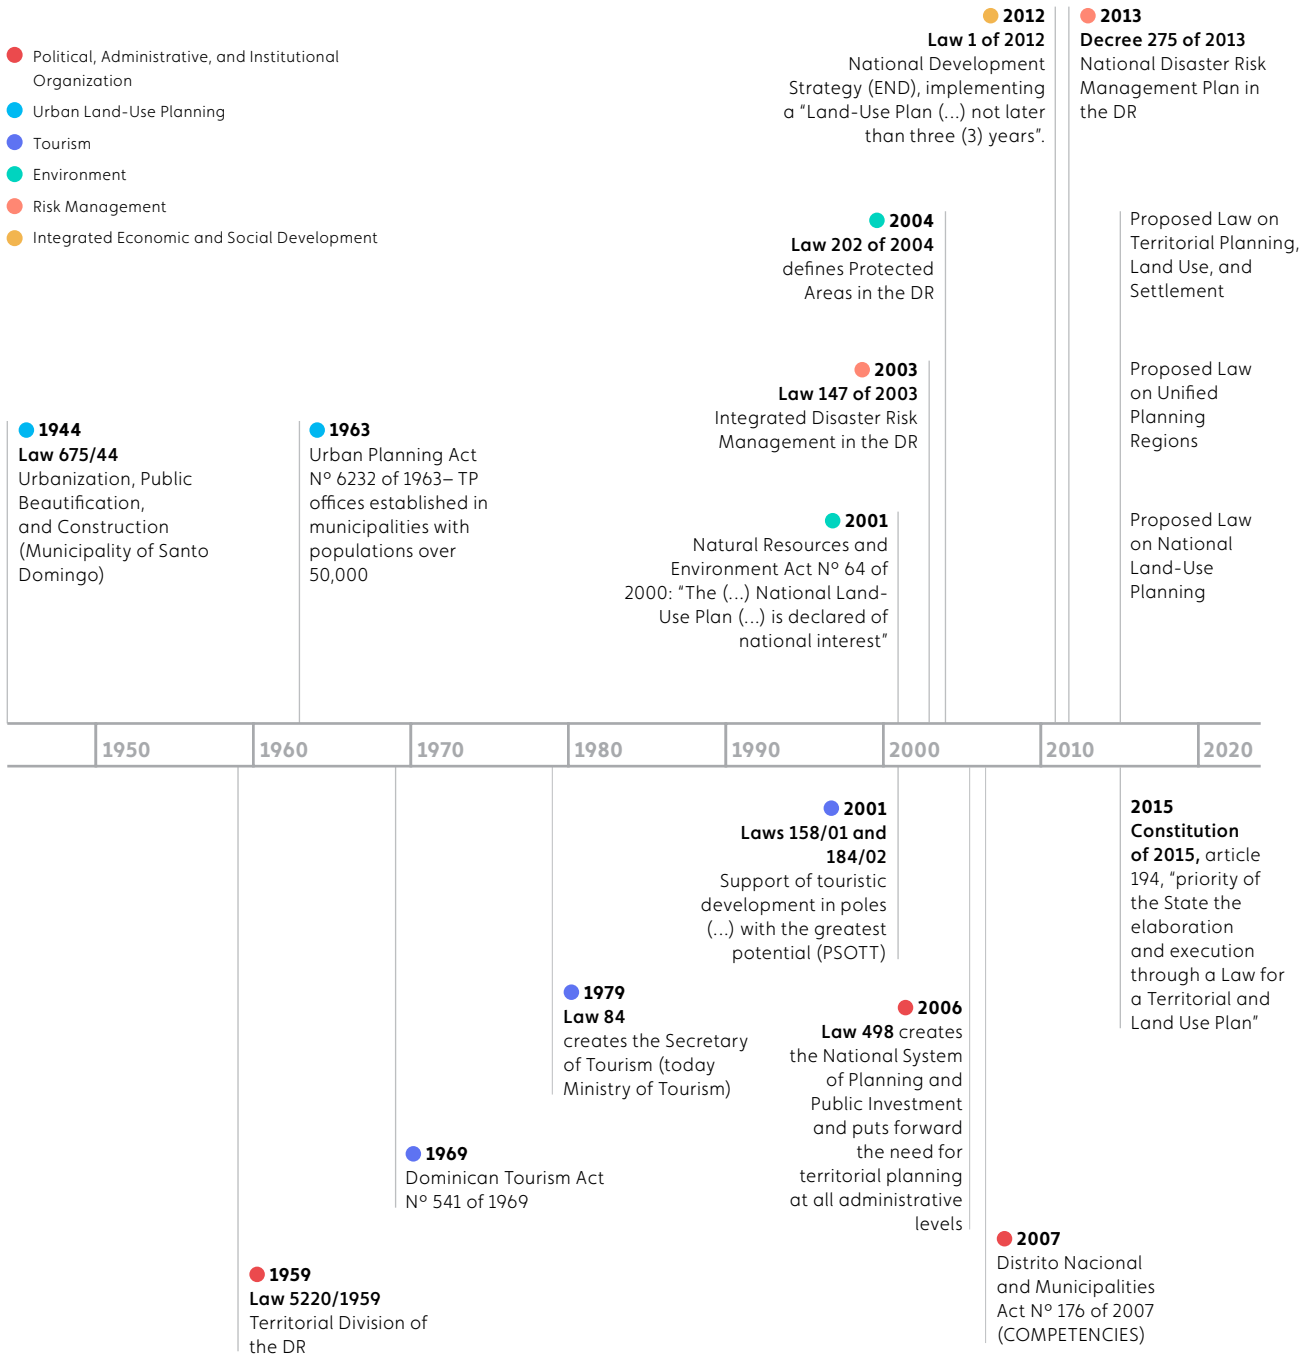 Political, Administrative, and Institutional
Organization
Urban Land-Use Planning
Tourism
Environment
Risk Management
Integrated Economic and Social Development
2012
Law 1 of 2012
National Development
Strategy (END), implementing
a “Land-Use Plan (...) not later
than three (3) years”.
2013
Decree 275 of 2013
National Disaster Risk
Management Plan in
the DR
2004
Law 202 of 2004
defines Protected
Areas in the DR
Proposed Law on
Territorial Planning,
Land Use, and
Settlement
2003
Law 147 of 2003
Integrated Disaster Risk
Management in the DR
Proposed Law
on Unified
Planning
Regions
1944
Law 675/44
Urbanization, Public
Beautification,
and Construction
(Municipality of Santo
Domingo)
1963
Urban Planning Act
Nº 6232 of 1963– TP
offices established in
municipalities with
populations over
50,000
2001
Natural Resources and
Environment Act Nº 64 of
2000: “The (...) National Land-
Use Plan (...) is declared of
national interest”
Proposed Law
on National
Land-Use
Planning
1950
1960
1970
1980
1990
2000
2010
2020
2001
Laws 158/01 and
184/02
Support of touristic
development in poles
(...) with the greatest
potential (PSOTT)
2015
Constitution
of 2015, article
194, “priority of
the State the
elaboration
and execution
through a Law for
a Territorial and
Land Use Plan”
1979
Law 84
creates the Secretary
of Tourism (today
Ministry of Tourism)
2006
Law 498 creates
the National System
of Planning and
Public Investment
and puts forward
the need for
territorial planning
at all administrative
levels
1969
Dominican Tourism Act
Nº 541 of 1969
2007
Distrito Nacional
and Municipalities
Act Nº 176 of 2007
(COMPETENCIES)
1959
Law 5220/1959
Territorial Division of
the DR